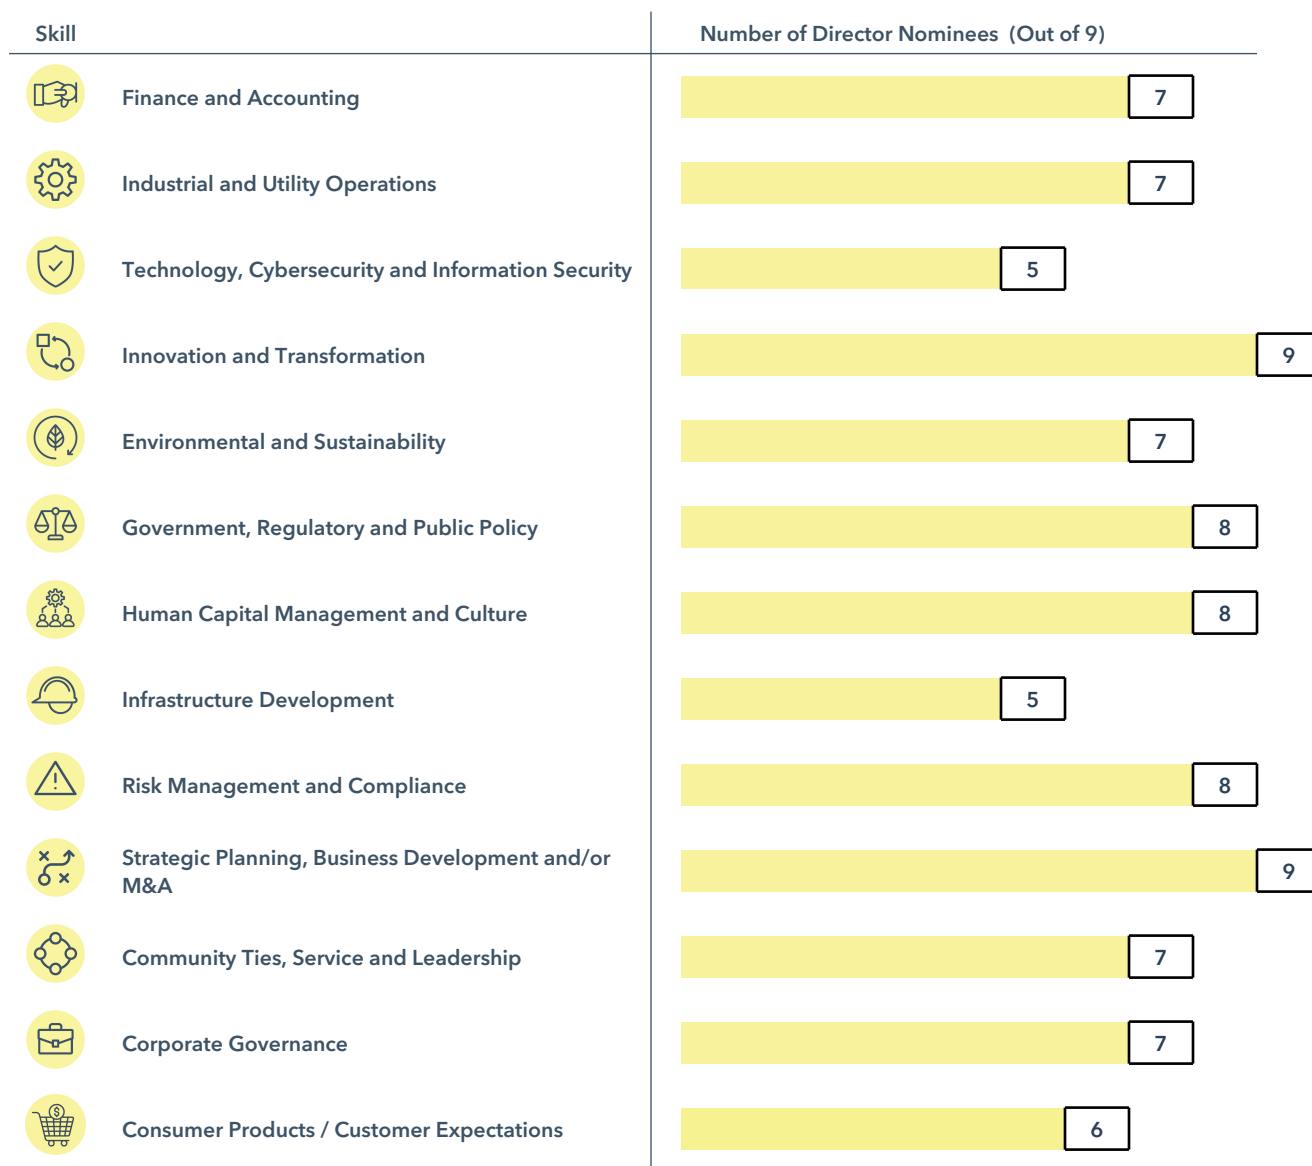 Skill Number of Director Nominees (Out of 9)
Finance and Accounting 7
Industrial and Utility Operations 7
Technology, Cybersecurity and Information Security 5
Innovation and Transformation 9
Environmental and Sustainability 7
Government, Regulatory and Public Policy 8
Human Capital Management and Culture 8
Infrastructure Development 5
Risk Management and Compliance 8
Strategic Planning, Business Development and/or
M&A 9
Community Ties, Service and Leadership 7
Corporate Governance 7
$
Consumer Products / Customer Expectations 6